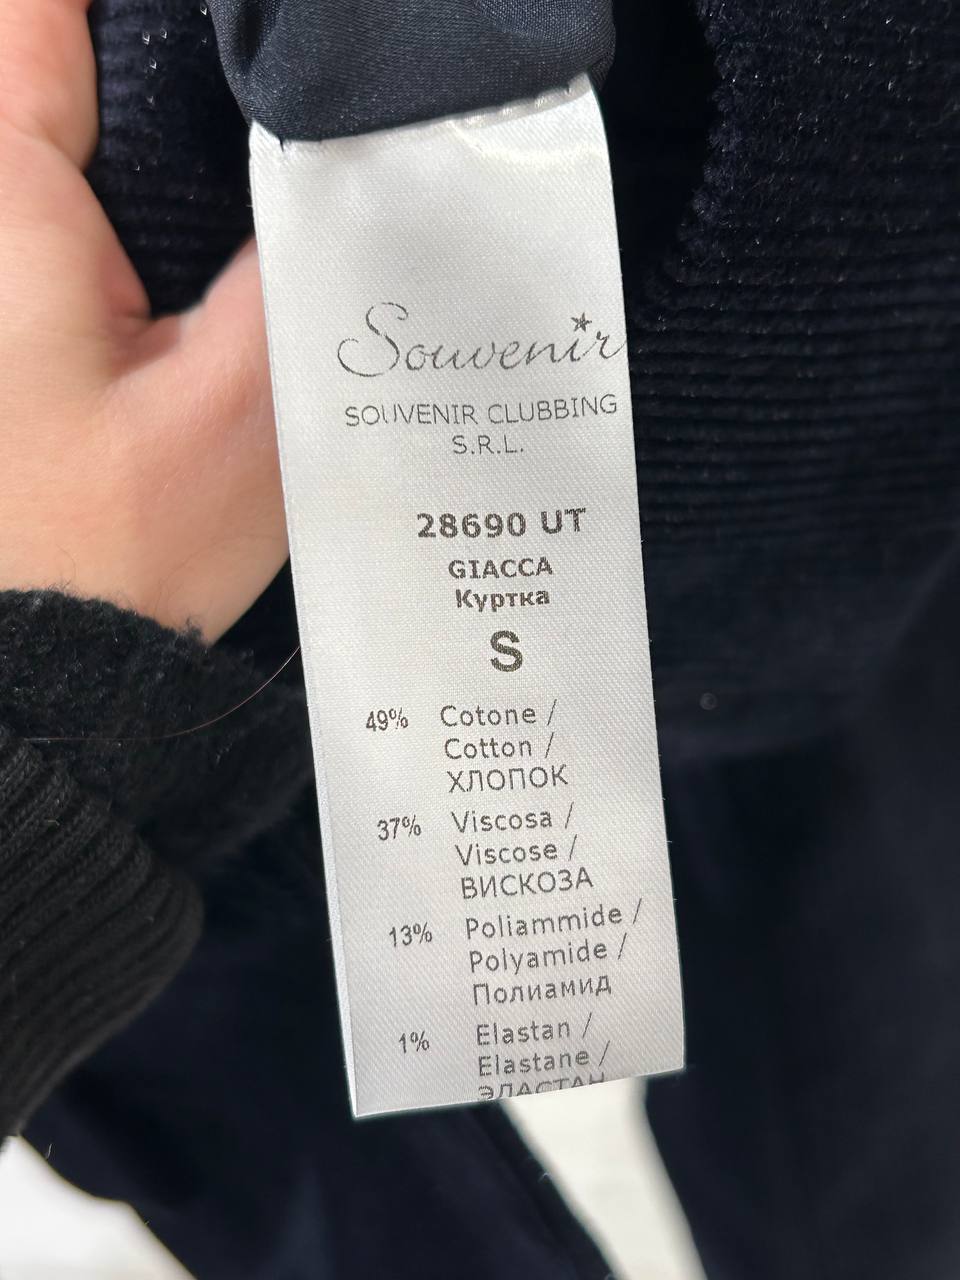 Souvenir
SOUVENIR CLUBBING
S.R.L.
28690 UT
GIACCA
Куртка
S
49% Cotone /
Cotton /
ХЛОПОК
37% Viscosa /
Viscose /
ВИСКОЗА
13% Poliammide /
Polyamide /
Полиамид
1% Elastan /
Elastane /
ЭЛАСТАН